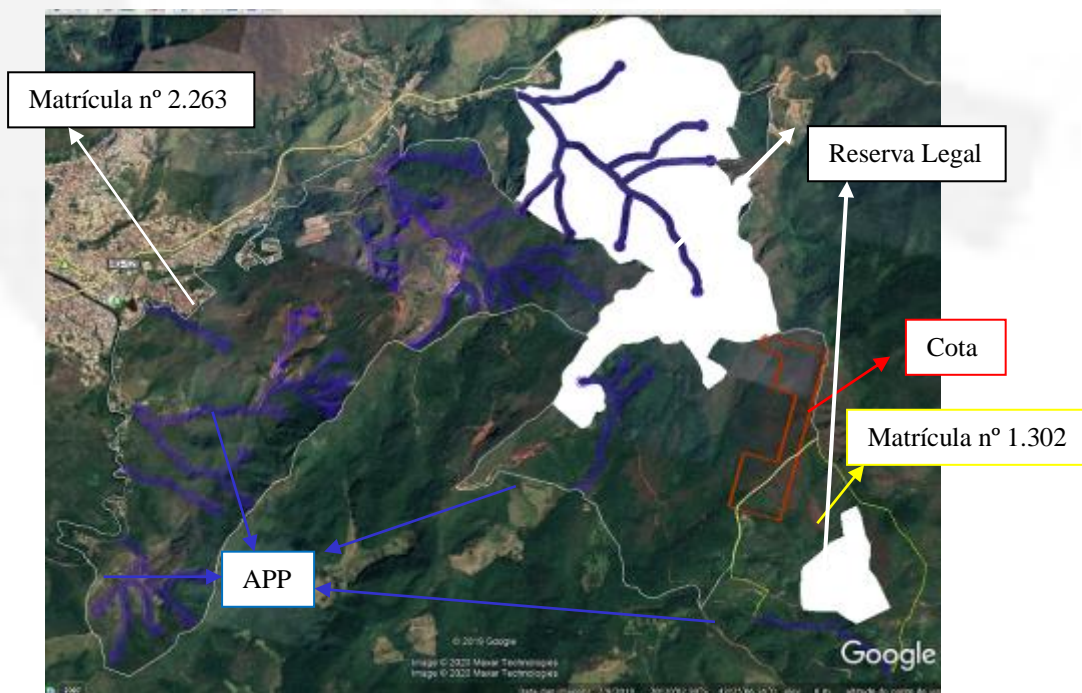 Matrícula nº 2.263
Reserva Legal
Cota
Matrícula nº 1.302
APP
© 2019 Google
Image © 2020 Maxar Technologies
Image © 2020 Maxar Technologies
Google